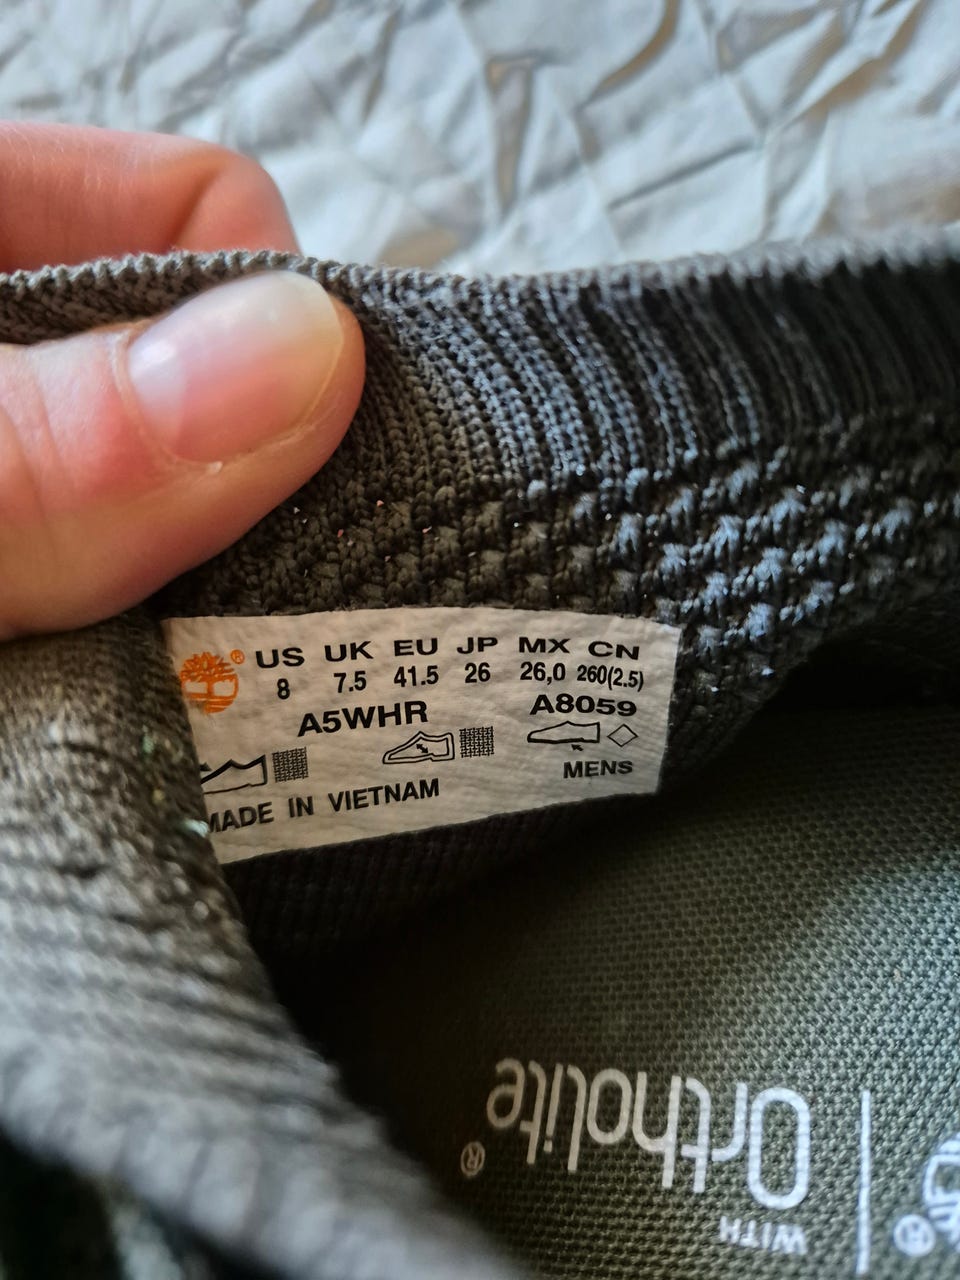 ® US UK EU JP MX CN
8 7.5 41.5 26 26,0 260(2.5)
A5WHR A8059
MENS
MADE IN VIETNAM
WITH
Ortholite®
®